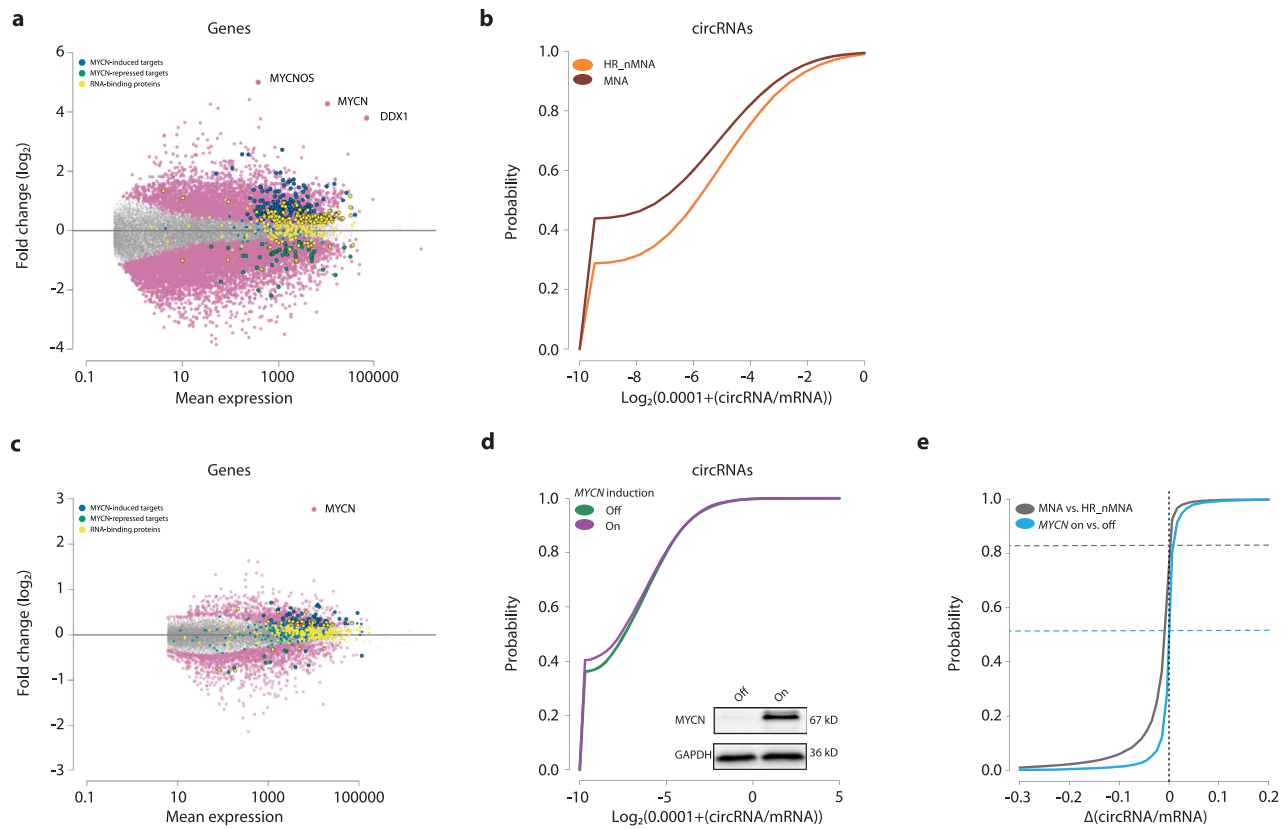 a
Genes
MYCN-induced targets
MYCN-repressed targets
RNA-binding proteins
MYCNOS
MYCN
DDX1
6
4
2
0
-2
-4
Fold change (log₂)
0.1
10
1000
100000
Mean expression
b
circRNAs
HR_nMNA
MNA
1.0
0.8
0.6
0.4
0.2
0.0
Probability
-10
-8
-6
-4
-2
0
Log₂(0.0001+(circRNA/mRNA))
c
Genes
MYCN-induced targets
MYCN-repressed targets
RNA-binding proteins
MYCN
3
2
1
0
-1
-2
-3
Fold change (log₂)
0.1
10
1000
100000
Mean expression
d
circRNAs
MYCN induction
Off
On
1.0
0.8
0.6
0.4
0.2
0.0
Probability
Off
On
MYCN
67 kD
GAPDH
36 kD
-10
-5
0
5
Log₂(0.0001+(circRNA/mRNA))
e
MNA vs. HR_nMNA
MYCN on vs. off
1.0
0.8
0.6
0.4
0.2
0.0
Probability
-0.3
-0.2
-0.1
0
0.1
0.2
Δ(circRNA/mRNA)